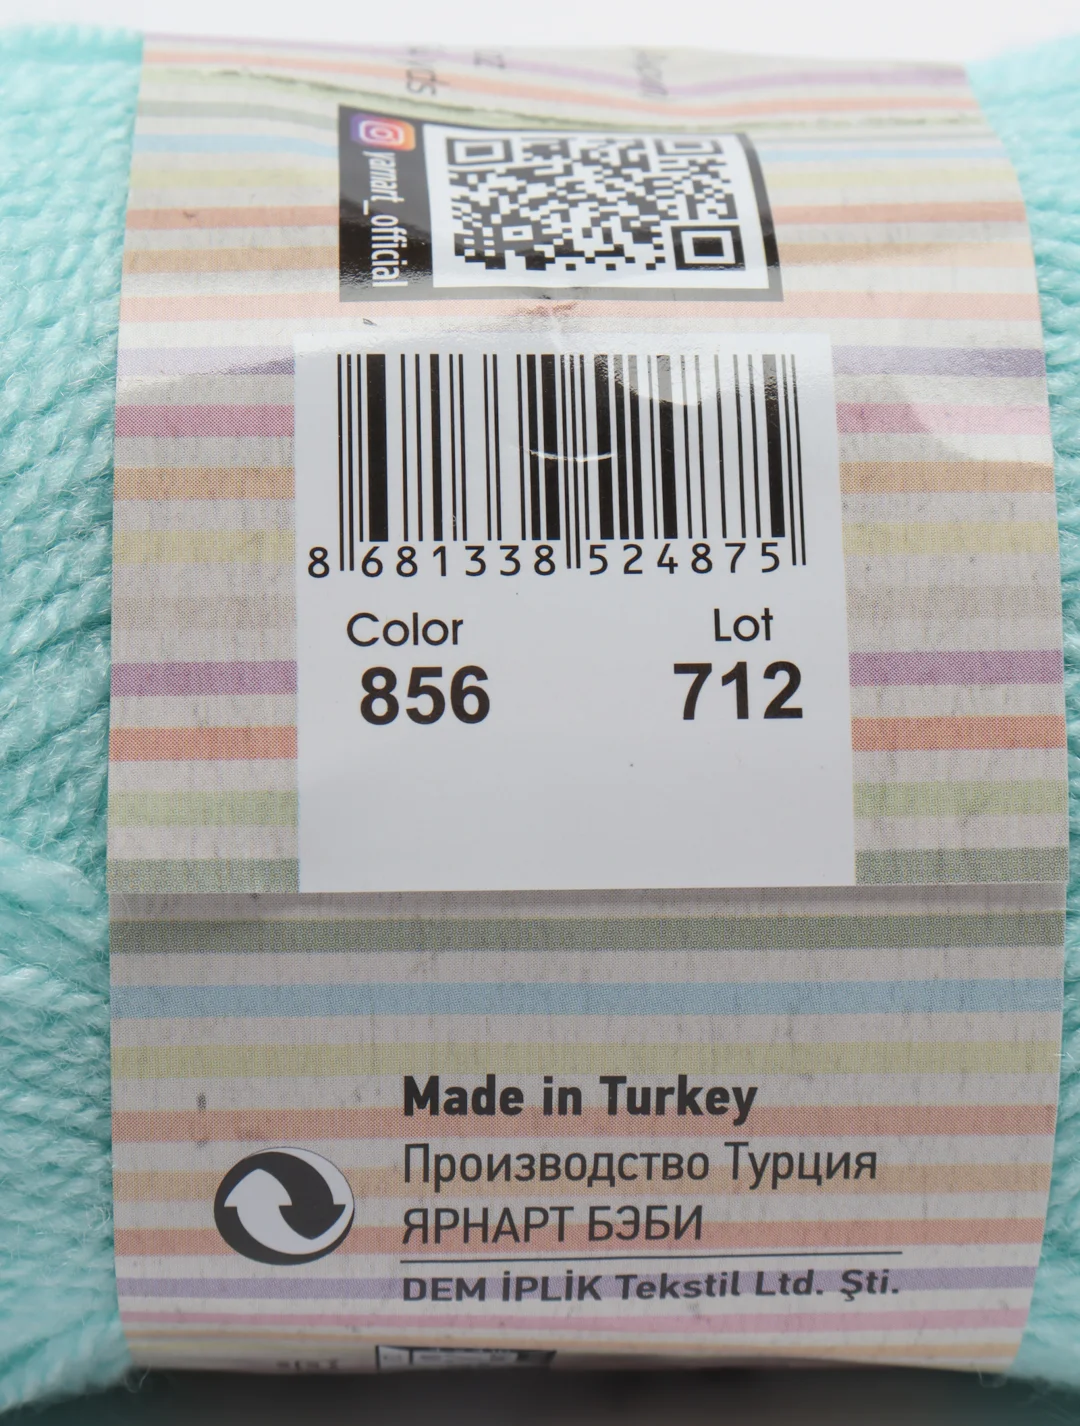 yarnart_official
8 681338 524875
Color Lot
856 712
Made in Turkey
Производство Турция
ЯРНАРТ БЭБИ
DEM İPLİK Tekstil Ltd. Şti.